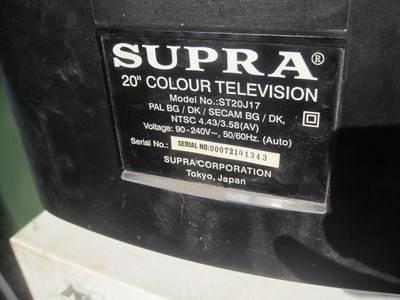 SUPRA®
20" COLOUR TELEVISION
Model No.:ST20J17
PAL BG / DK / SECAM BG / DK,
NTSC 4.43/3.58(AV)
Voltage: 90-240V~, 50/60Hz. (Auto)
Serial No.: SERIAL NO:00072101343
SUPRA CORPORATION
Tokyo, Japan